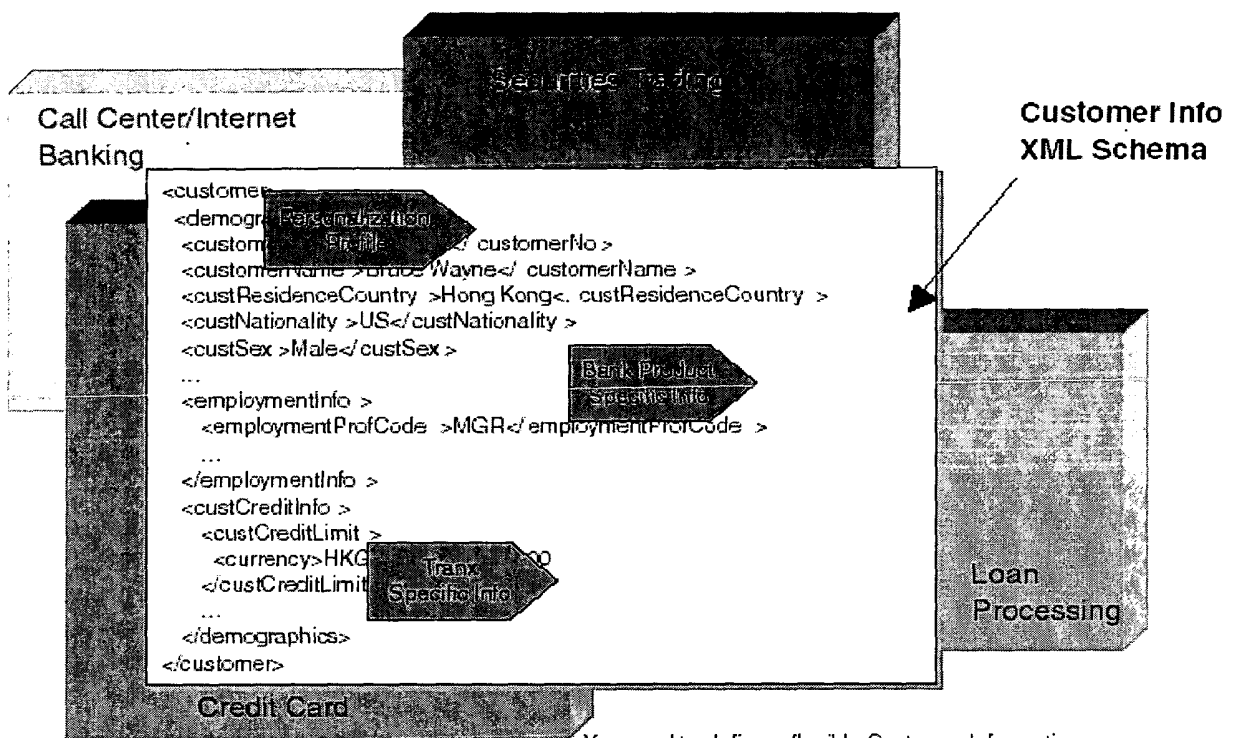 Securities Trading
Call Center/Internet
Banking
Customer Info
XML Schema
<customer>
<demogr
Personalization
Profile
<custom </ customerNo >
<customerName >Bruce Wayne</ customerName >
<custResidenceCountry >Hong Kong<. custResidenceCountry >
<custNationality >US</custNationality >
<custSex >Male</custSex >
...
Bank Product
Specific Info
<employmentInfo >
<employmentProfCode >MGR</employmentProfCode >
...
</employmentInfo >
<custCreditInfo >
<custCreditLimit >
<currency>HKG 00
</custCreditLimit
Tranx
Specific Info
...
</demographics>
</customer>
Loan
Processing
Credit Card